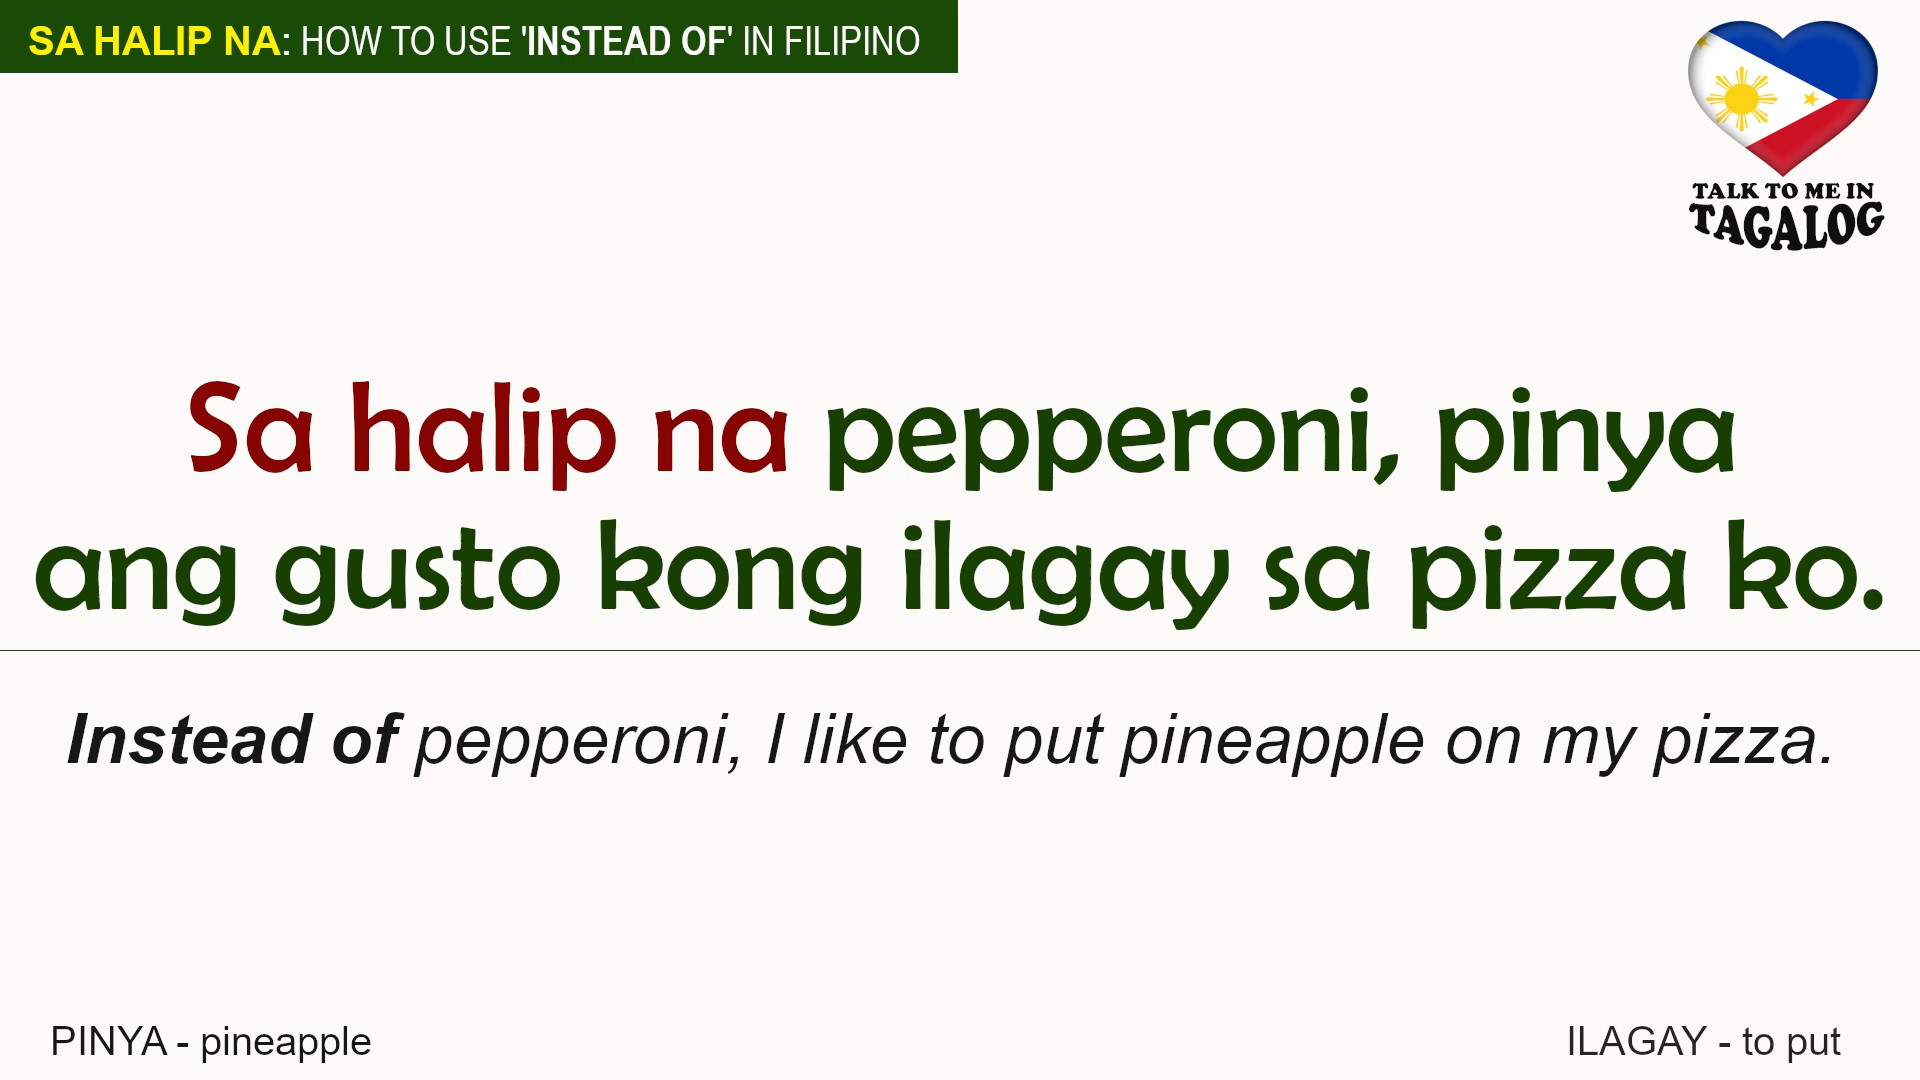 SA HALIP NA: HOW TO USE 'INSTEAD OF' IN FILIPINO
TALK TO ME IN
TAGALOG
Sa halip na pepperoni, pinya
ang gusto kong ilagay sa pizza ko.
Instead of pepperoni, I like to put pineapple on my pizza.
PINYA - pineapple
ILAGAY - to put